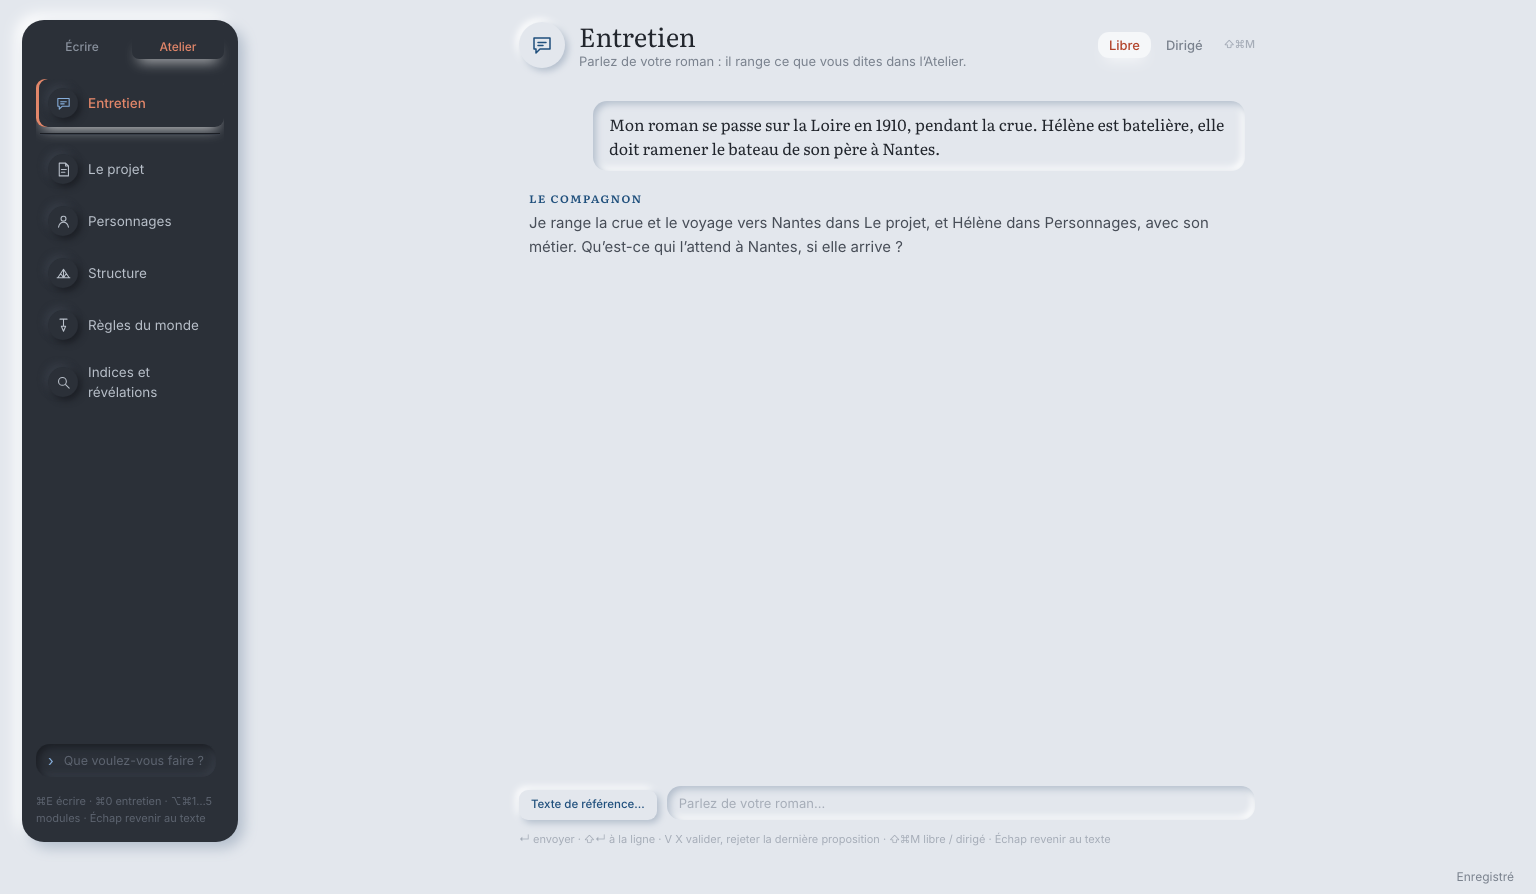 Écrire
Atelier
Entretien
Le projet
Personnages
Structure
Règles du monde
Indices et
révélations
› Que voulez-vous faire ?
⌘E écrire · ⌘0 entretien · ⌥⌘1…5
modules · Échap revenir au texte
Entretien
Parlez de votre roman : il range ce que vous dites dans l’Atelier.
Libre
Dirigé
⇧⌘M
Mon roman se passe sur la Loire en 1910, pendant la crue. Hélène est batelière, elle
doit ramener le bateau de son père à Nantes.
LE COMPAGNON
Je range la crue et le voyage vers Nantes dans Le projet, et Hélène dans Personnages, avec son
métier. Qu’est-ce qui l’attend à Nantes, si elle arrive ?
Texte de référence…
Parlez de votre roman…
↵ envoyer · ⇧↵ à la ligne · V X valider, rejeter la dernière proposition · ⇧⌘M libre / dirigé · Échap revenir au texte
Enregistré